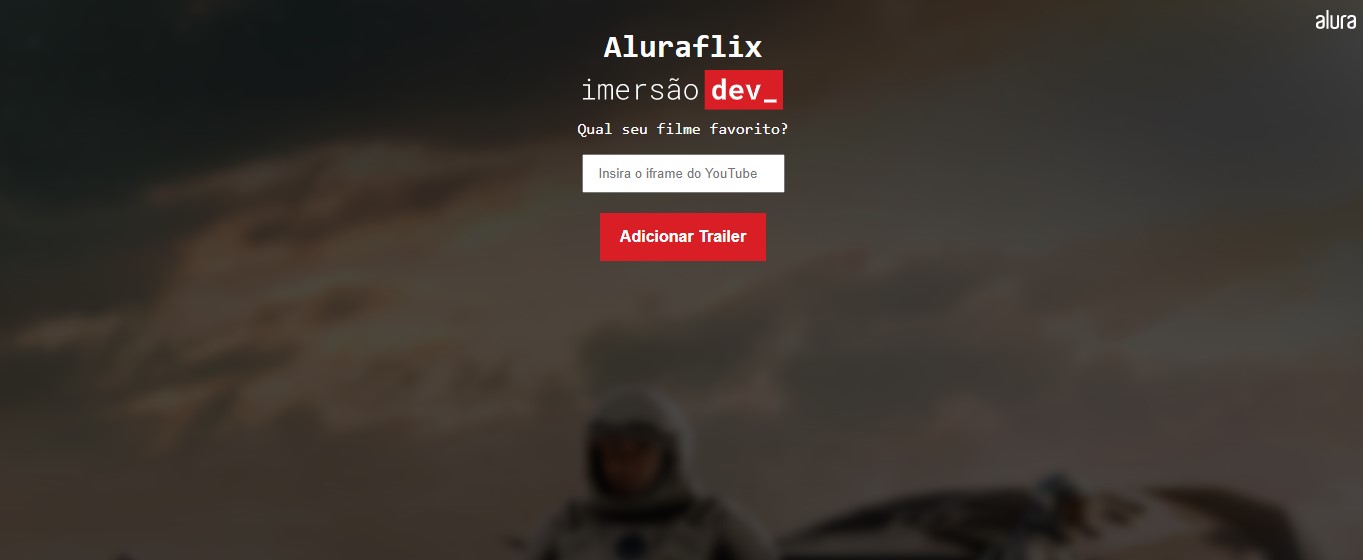 alura
Aluraflix
imersão dev_
Qual seu filme favorito?
Insira o iframe do YouTube
Adicionar Trailer